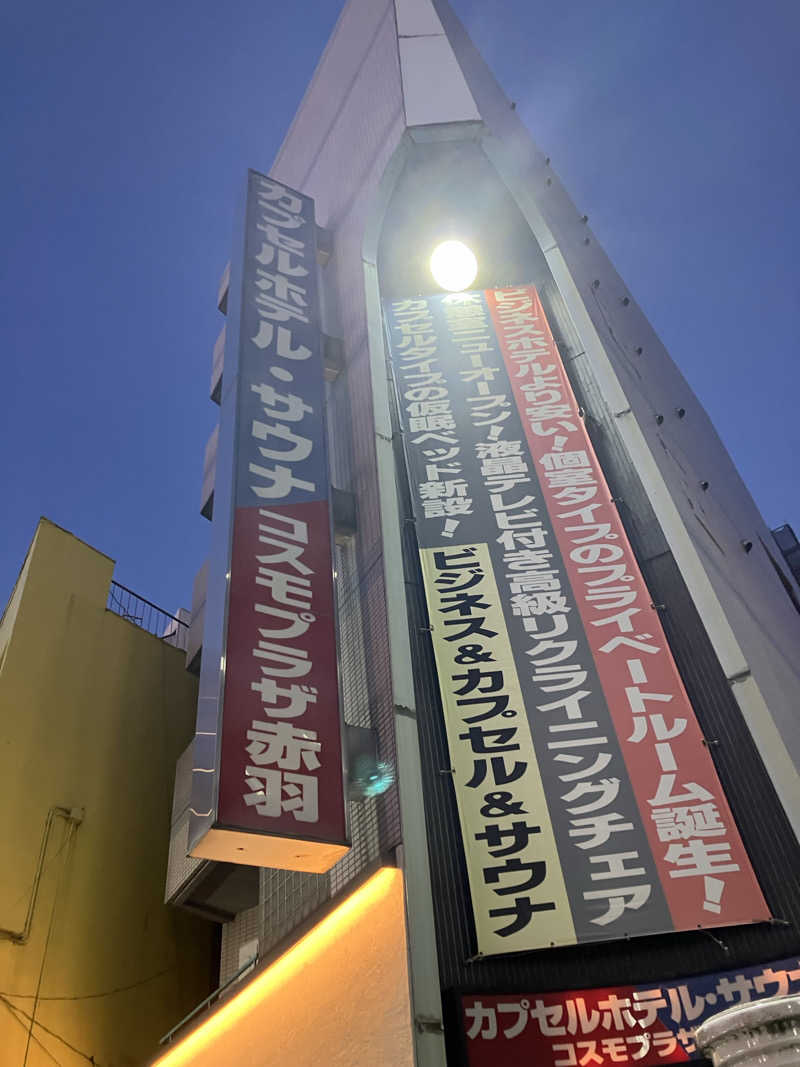 カプセルホテル・サウナ コスモプラザ赤羽
ビジネスホテルより安い!個室タイプのプライベートルーム誕生!
休憩室ニューオープン!液晶テレビ付き高級リクライニングチェア
カプセルタイプの仮眠ベッド新設!
ビジネス&カプセル&サウナ
カプセルホテル・サウナ
コスモプラザ